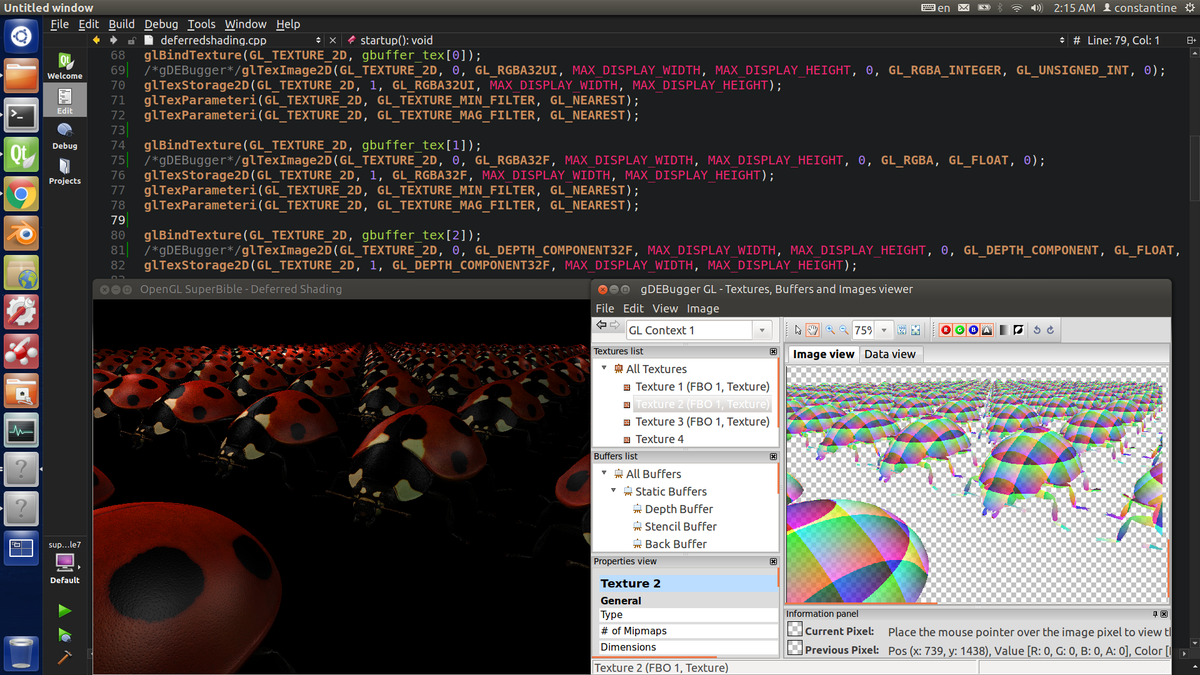 Untitled window
en
2:15 AM
constantine
File Edit Build Debug Tools Window Help
deferredshading.cpp
startup(): void
# Line: 79, Col: 1
68 glBindTexture(GL_TEXTURE_2D, gbuffer_tex[0]);
69 /*gDEBugger*/glTexImage2D(GL_TEXTURE_2D, 0, GL_RGBA32UI, MAX_DISPLAY_WIDTH, MAX_DISPLAY_HEIGHT, 0, GL_RGBA_INTEGER, GL_UNSIGNED_INT, 0);
70 glTexStorage2D(GL_TEXTURE_2D, 1, GL_RGBA32UI, MAX_DISPLAY_WIDTH, MAX_DISPLAY_HEIGHT);
71 glTexParameteri(GL_TEXTURE_2D, GL_TEXTURE_MIN_FILTER, GL_NEAREST);
72 glTexParameteri(GL_TEXTURE_2D, GL_TEXTURE_MAG_FILTER, GL_NEAREST);
73
74 glBindTexture(GL_TEXTURE_2D, gbuffer_tex[1]);
75 /*gDEBugger*/glTexImage2D(GL_TEXTURE_2D, 0, GL_RGBA32F, MAX_DISPLAY_WIDTH, MAX_DISPLAY_HEIGHT, 0, GL_RGBA, GL_FLOAT, 0);
76 glTexStorage2D(GL_TEXTURE_2D, 1, GL_RGBA32F, MAX_DISPLAY_WIDTH, MAX_DISPLAY_HEIGHT);
77 glTexParameteri(GL_TEXTURE_2D, GL_TEXTURE_MIN_FILTER, GL_NEAREST);
78 glTexParameteri(GL_TEXTURE_2D, GL_TEXTURE_MAG_FILTER, GL_NEAREST);
79
80 glBindTexture(GL_TEXTURE_2D, gbuffer_tex[2]);
81 /*gDEBugger*/glTexImage2D(GL_TEXTURE_2D, 0, GL_DEPTH_COMPONENT32F, MAX_DISPLAY_WIDTH, MAX_DISPLAY_HEIGHT, 0, GL_DEPTH_COMPONENT, GL_FLOAT,
82 glTexStorage2D(GL_TEXTURE_2D, 1, GL_DEPTH_COMPONENT32F, MAX_DISPLAY_WIDTH, MAX_DISPLAY_HEIGHT);
Qt
Welcome
Edit
Debug
Projects
sup...le7
Default
OpenGL SuperBible - Deferred Shading
gDEBugger GL - Textures, Buffers and Images viewer
File Edit View Image
GL Context 1
75%
R G B A
Textures list
All Textures
Texture 1 (FBO 1, Texture)
Texture 2 (FBO 1, Texture)
Texture 3 (FBO 1, Texture)
Texture 4
Buffers list
All Buffers
Static Buffers
Depth Buffer
Stencil Buffer
Back Buffer
Properties view
Texture 2
General
Type
# of Mipmaps
Dimensions
Texture 2 (FBO 1, Texture)
Image view
Data view
Information panel
Current Pixel: Place the mouse pointer over the image pixel to view
Previous Pixel: Pos (x: 739, y: 1438), Value [R: 0, G: 0, B: 0, A: 0], Color